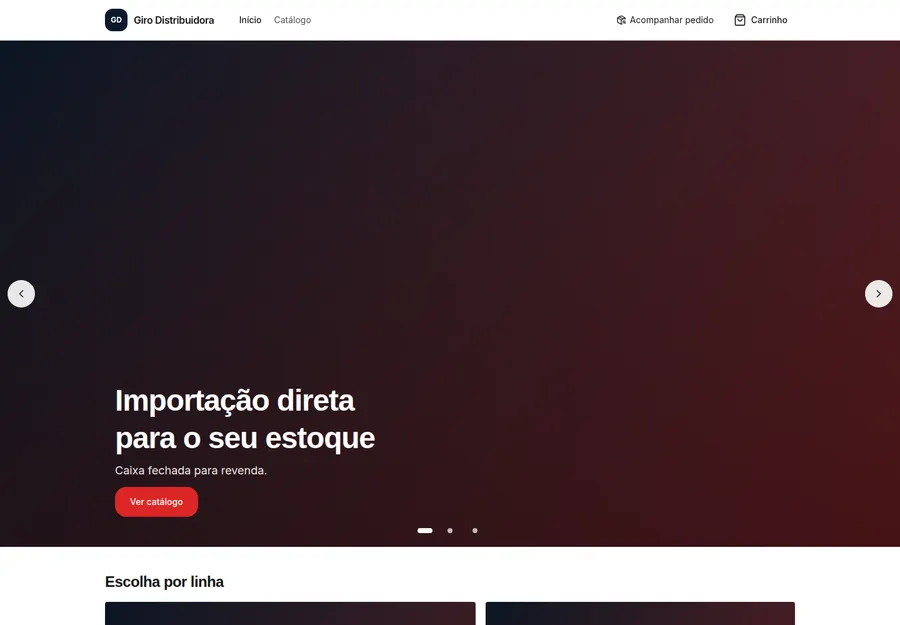 GD Giro Distribuidora Início Catálogo Acompanhar pedido Carrinho
Importação direta
para o seu estoque
Caixa fechada para revenda.
Ver catálogo
Escolha por linha